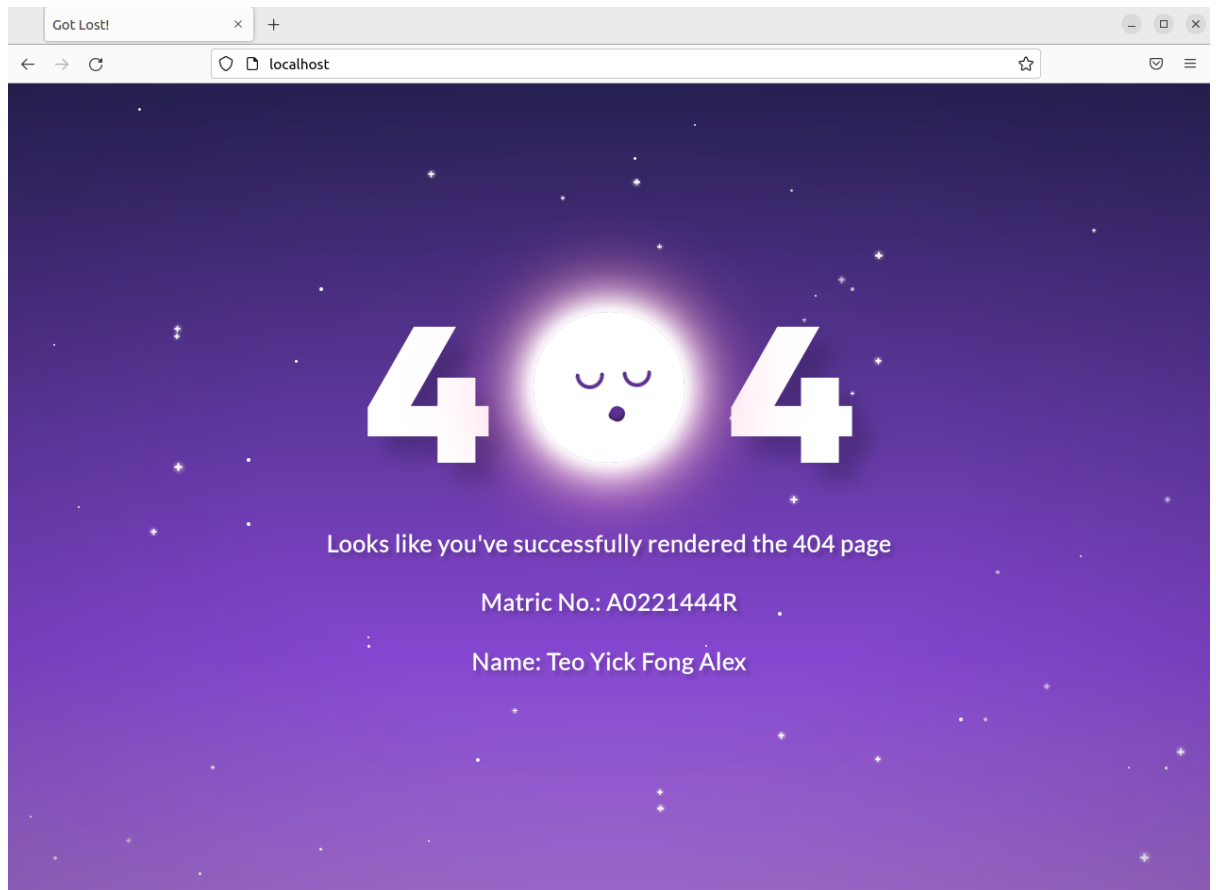 Got Lost!
localhost
404
Looks like you've successfully rendered the 404 page
Matric No.: A0221444R
Name: Teo Yick Fong Alex